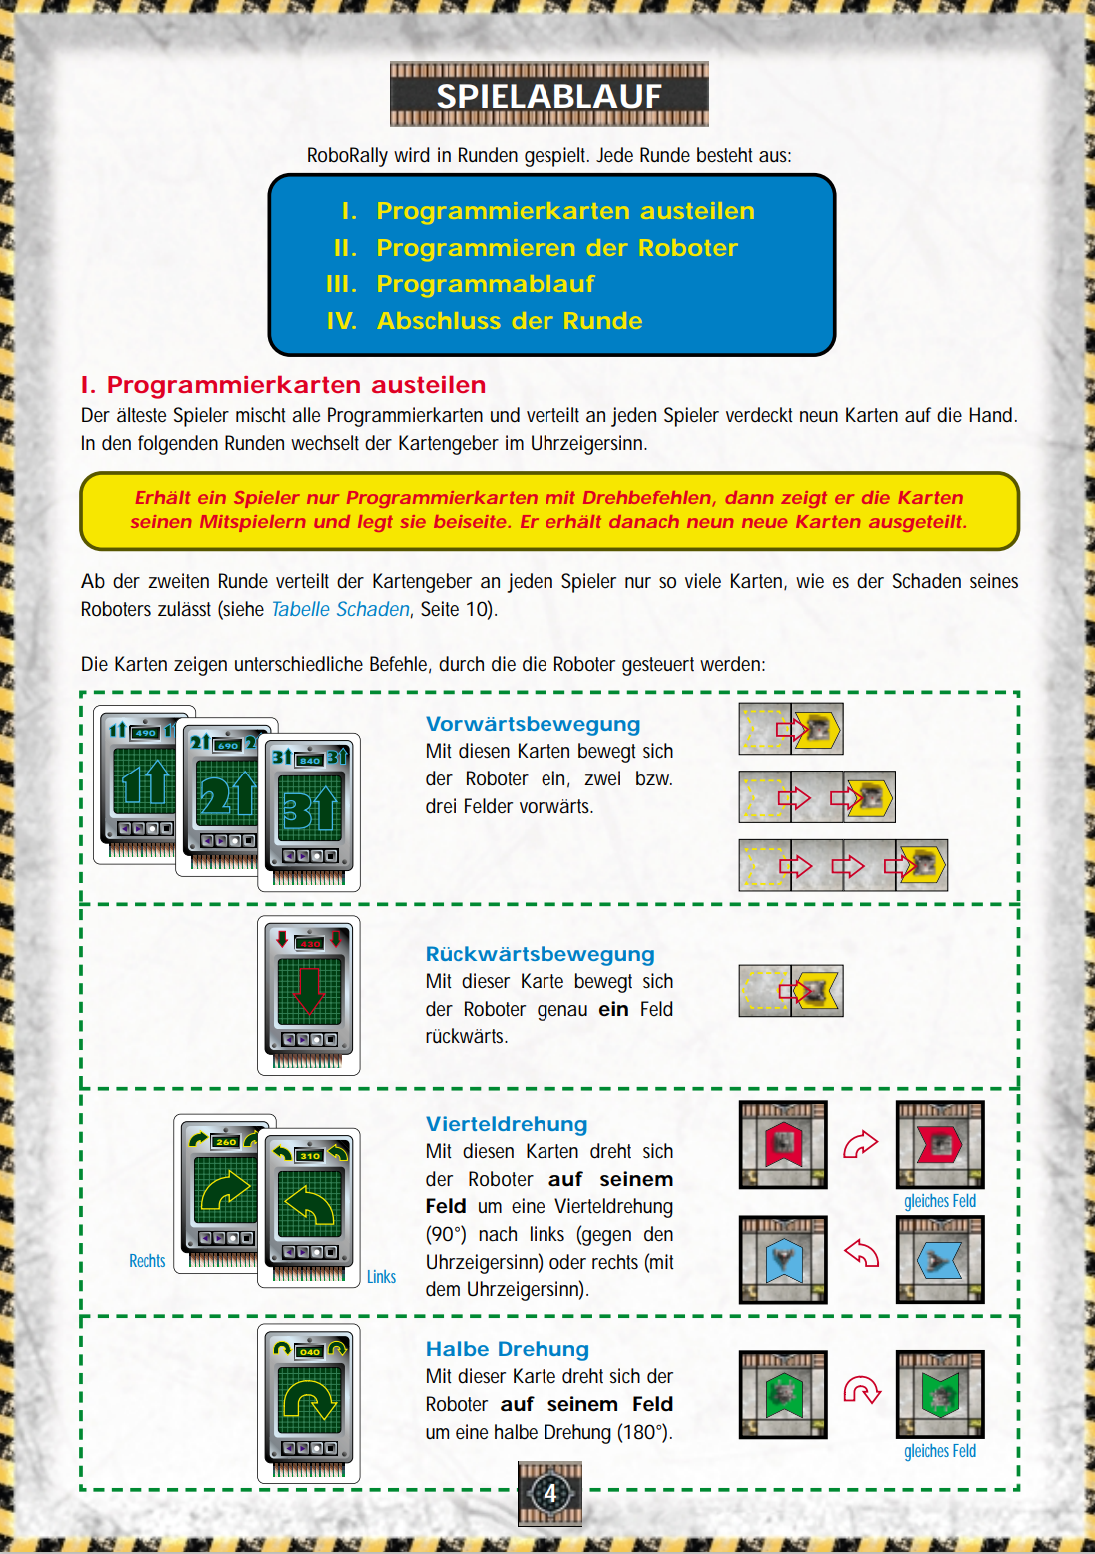 SPIELABLAUF
RoboRally wird in Runden gespielt. Jede Runde besteht aus:
I. Programmierkarten austeilen
II. Programmieren der Roboter
III. Programmablauf
IV. Abschluss der Runde
I. Programmierkarten austeilen
Der älteste Spieler mischt alle Programmierkarten und verteilt an jeden Spieler verdeckt neun Karten auf die Hand.
In den folgenden Runden wechselt der Kartengeber im Uhrzeigersinn.
Erhält ein Spieler nur Programmierkarten mit Drehbefehlen, dann zeigt er die Karten
seinen Mitspielern und legt sie beiseite. Er erhält danach neun neue Karten ausgeteilt.
Ab der zweiten Runde verteilt der Kartengeber an jeden Spieler nur so viele Karten, wie es der Schaden seines
Roboters zulässt (siehe Tabelle Schaden, Seite 10).
Die Karten zeigen unterschiedliche Befehle, durch die die Roboter gesteuert werden:
1 490 1
1
2 690 2
2
3 840 3
3
Vorwärtsbewegung
Mit diesen Karten bewegt sich
der Roboter ein, zwei bzw.
drei Felder vorwärts.
430
Rückwärtsbewegung
Mit dieser Karte bewegt sich
der Roboter genau ein Feld
rückwärts.
260
310
Rechts
Links
Vierteldrehung
Mit diesen Karten dreht sich
der Roboter auf seinem
Feld um eine Vierteldrehung
(90°) nach links (gegen den
Uhrzeigersinn) oder rechts (mit
dem Uhrzeigersinn).
gleiches Feld
040
Halbe Drehung
Mit dieser Karte dreht sich der
Roboter auf seinem Feld
um eine halbe Drehung (180°).
gleiches Feld
4